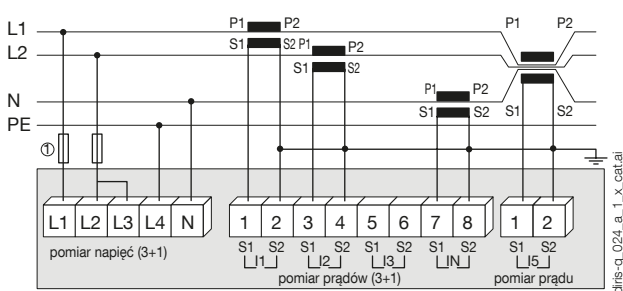 P1 P2
P1 P2
L1
S1 S2 P1 P2
L2
S1 S2
P1 P2
N
S1 S2
S1 S2
PE
①
L1 L2 L3 L4 N
1 2 3 4 5 6 7 8
1 2
S1 S2 S1 S2 S1 S2 S1 S2
S1 S2
I1 I2 I3 IN
I5
pomiar napięć (3+1)
pomiar prądów (3+1)
pomiar prądu
diris-q_024_a_1_x_cat.ai